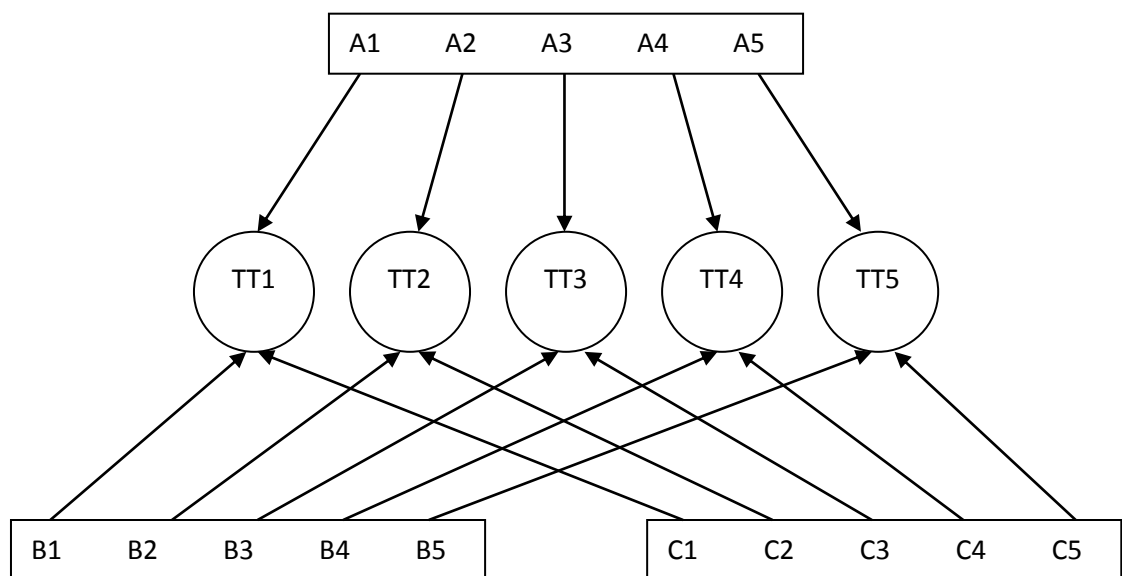 A1 A2 A3 A4 A5
TT1 TT2 TT3 TT4 TT5
B1 B2 B3 B4 B5
C1 C2 C3 C4 C5